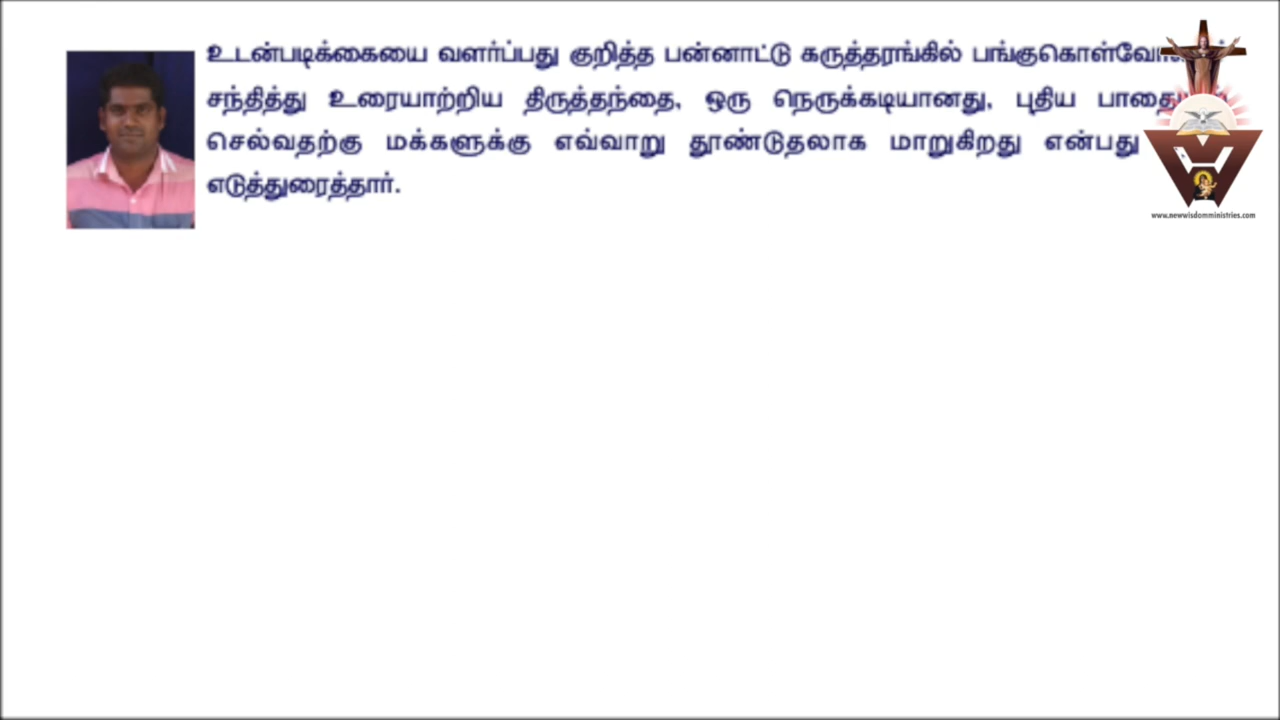 உடன்படிக்கையை வளர்ப்பது குறித்த பன்னாட்டு கருத்தரங்கில்
சந்தித்து உரையாற்றிய திருத்தந்தை, ஒரு நெருக்கடியானது, புதிய
செல்வதற்கு மக்களுக்கு எவ்வாறு தூண்டுதலாக மாறுகிறது என்பது
எடுத்துரைத்தார்.
www.newwisdomministries.com